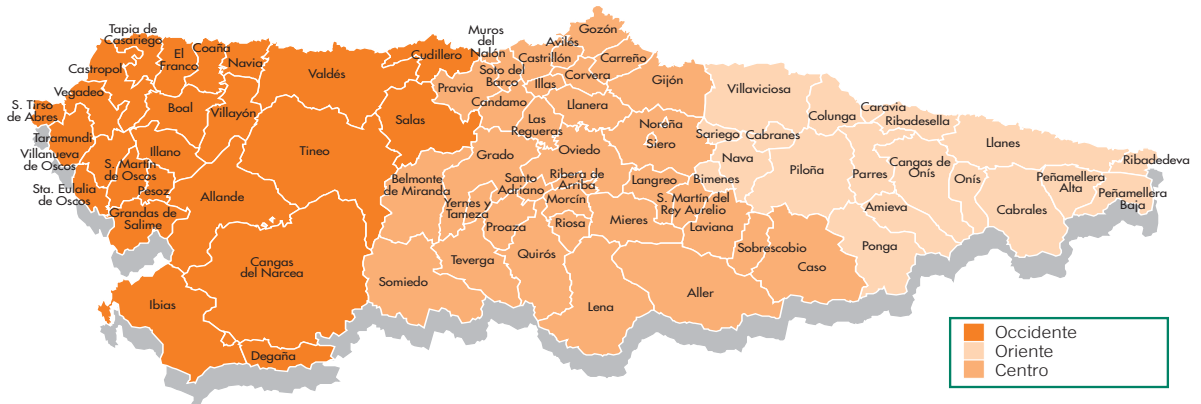 Tapia de
Casariego
El
Franco
Coaña
Navia
Castropol
Vegadeo
S. Tirso
de Abres
Taramundi
Villanueva
de Oscos
Sta. Eulalia
de Oscos
S. Martín
de Oscos
Boal
Illano
Pesoz
Grandas de
Salime
Villayón
Valdés
Cudillero
Salas
Tineo
Allande
Cangas
del Narcea
Ibias
Degaña
Muros
del
Nalón
Soto del
Barco
Pravia
Candamo
Avilés
Castrillón
Gozón
Carreño
Corvera
Illas
Gijón
Llanera
Las
Regueras
Noreña
Siero
Oviedo
Grado
Belmonte
de Miranda
Santo
Adriano
Ribera de
Arriba
Morcín
Yernes y
Tameza
Proaza
Riosa
Langreo
S. Martín del
Rey Aurelio
Mieres
Laviana
Somiedo
Teverga
Quirós
Lena
Aller
Sobrescobio
Caso
Villaviciosa
Colunga
Caravia
Ribadesella
Sariego
Cabranes
Nava
Bimenes
Piloña
Parres
Cangas de
Onís
Onís
Llanes
Ribadedeva
Peñamellera
Alta
Peñamellera
Baja
Cabrales
Amieva
Ponga
Occidente
Oriente
Centro